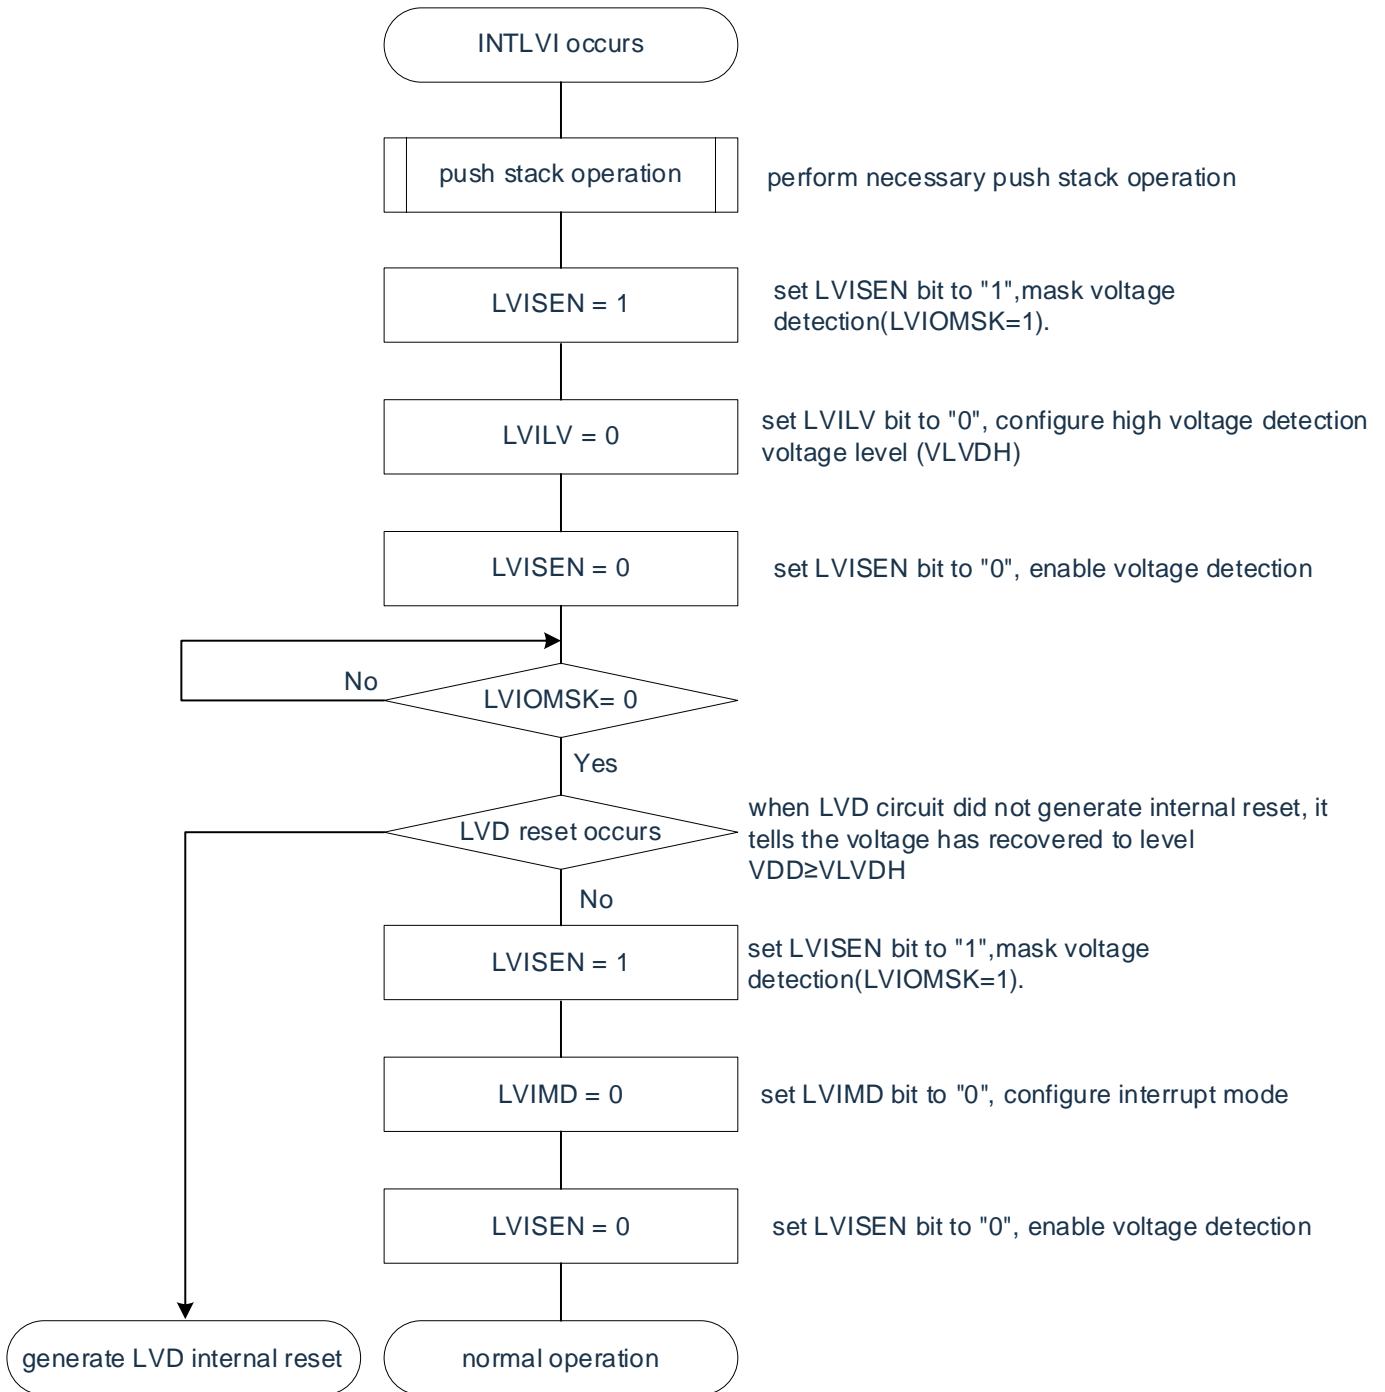 INTLVI occurs
push stack operation
perform necessary push stack operation
LVISEN = 1
set LVISEN bit to "1",mask voltage
detection(LVIOMSK=1).
LVILV = 0
set LVILV bit to "0", configure high voltage detection
voltage level (VLVDH)
LVISEN = 0
set LVISEN bit to "0", enable voltage detection
No
LVIOMSK= 0
Yes
LVD reset occurs
when LVD circuit did not generate internal reset, it
tells the voltage has recovered to level
VDD≥VLVDH
No
LVISEN = 1
set LVISEN bit to "1",mask voltage
detection(LVIOMSK=1).
LVIMD = 0
set LVIMD bit to "0", configure interrupt mode
LVISEN = 0
set LVISEN bit to "0", enable voltage detection
generate LVD internal reset
normal operation